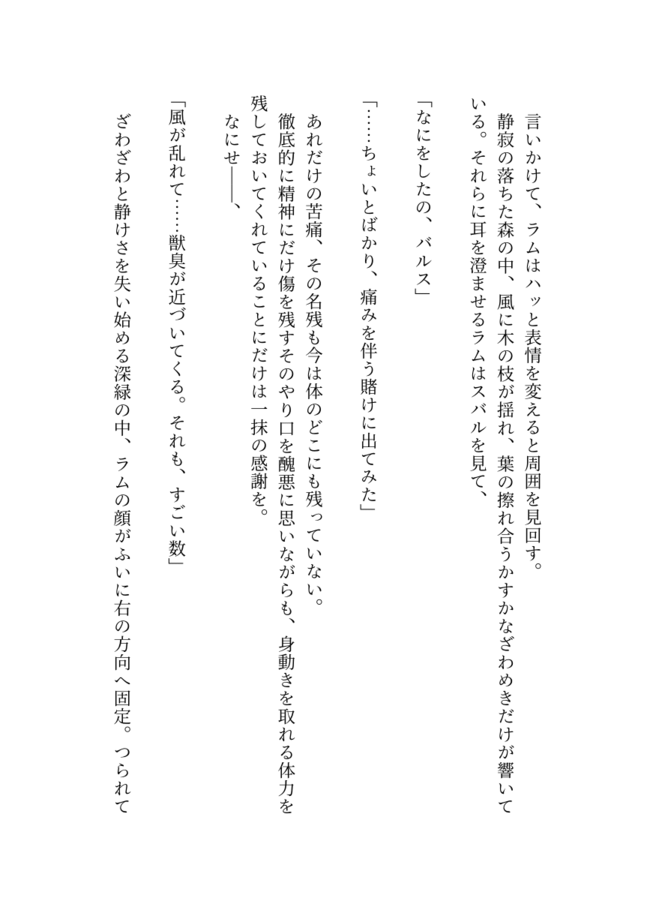 言いかけて、ラムはハッと表情を変えると周囲を見回す。
静寂の落ちた森の中、風に木の枝が揺れ、葉の擦れ合うかすかなざわめきだけが響いて
いる。それらに耳を澄ませるラムはスバルを見て、
「なにをしたの、バルス」
「……ちょいとばかり、痛みを伴う賭けに出てみた」
あれだけの苦痛、その名残も今は体のどこにも残っていない。
徹底的に精神にだけ傷を残すそのやり口を醜悪に思いながらも、身動きを取れる体力を
残しておいてくれていることにだけは一抹の感謝を。
なにせ――、
「風が乱れて……獣臭が近づいてくる。それも、すごい数」
ざわざわと静けさを失い始める深緑の中、ラムの顔がふいに右の方向へ固定。つられて